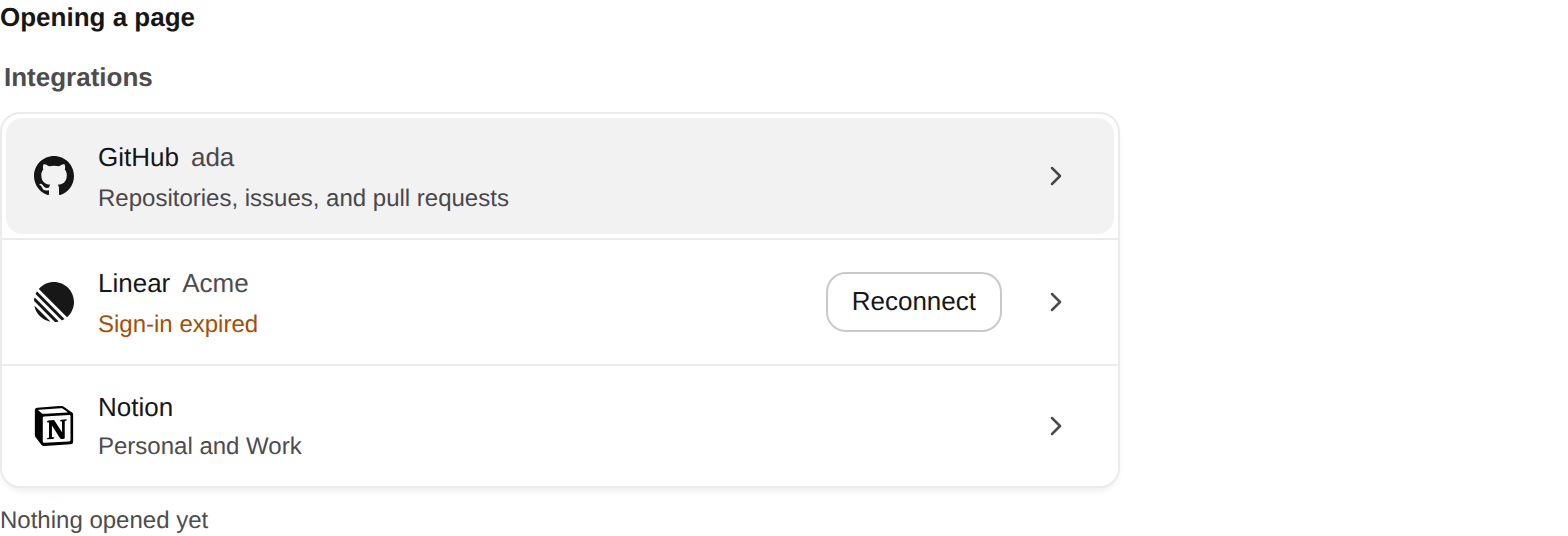 Opening a page
Integrations
GitHub ada
Repositories, issues, and pull requests
Linear Acme
Sign-in expired
Reconnect
Notion
Personal and Work
Nothing opened yet